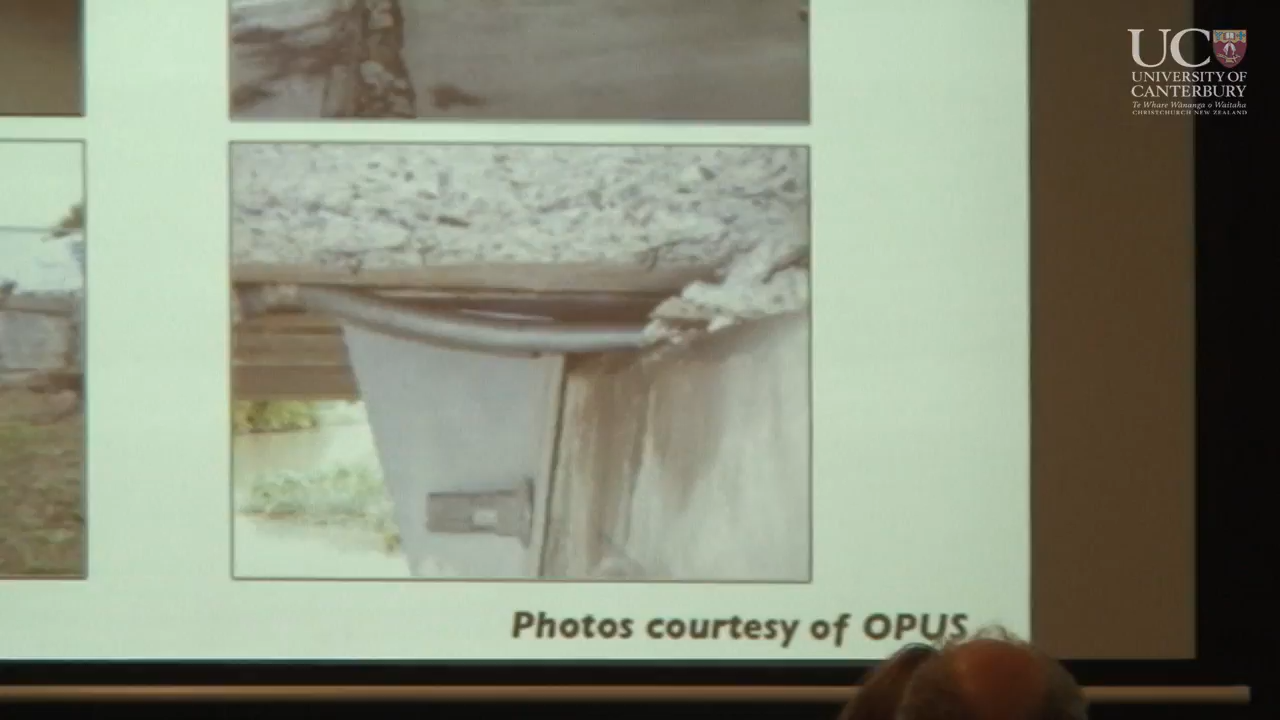 UC
UNIVERSITY OF
CANTERBURY
Te Whare Wānanga o Waitaha
CHRISTCHURCH NEW ZEALAND
Photos courtesy of OPUS